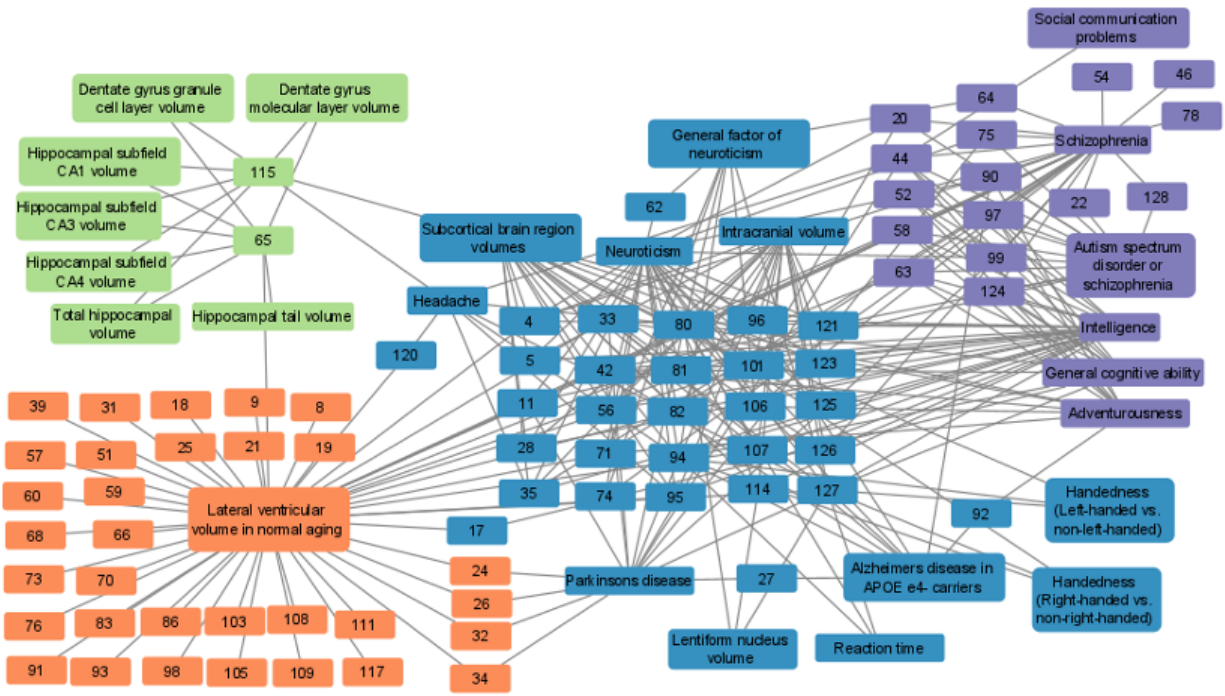 Social communication
problems
54
46
64
78
Dentate gyrus granule
cell layer volume
Dentate gyrus
molecular layer volume
20
75
General factor of
neuroticism
Schizophrenia
Hippocampal subfield
CA1 volume
115
44
90
52
22
128
62
Hippocampal subfield
CA3 volume
97
Subcortical brain region
volumes
Neuroticism
Intracranial volume
58
65
99
Autism spectrum
disorder or
schizophrenia
Hippocampal subfield
CA4 volume
63
Headache
124
Total hippocampal
volume
Hippocampal tail volume
4
33
80
96
121
Intelligence
120
5
42
81
101
123
General cognitive ability
39
31
18
9
8
11
56
82
106
125
Adventurousness
57
51
25
21
19
28
71
94
107
126
60
59
35
74
95
114
127
Handedness
(Left-handed vs.
non-left-handed)
Lateral ventricular
volume in normal aging
17
92
68
66
73
70
24
Parkinsons disease
27
Alzheimers disease in
APOE e4- carriers
Handedness
(Right-handed vs.
non-right-handed)
26
76
83
86
103
108
111
32
Lentiform nucleus
volume
Reaction time
91
93
98
105
109
117
34